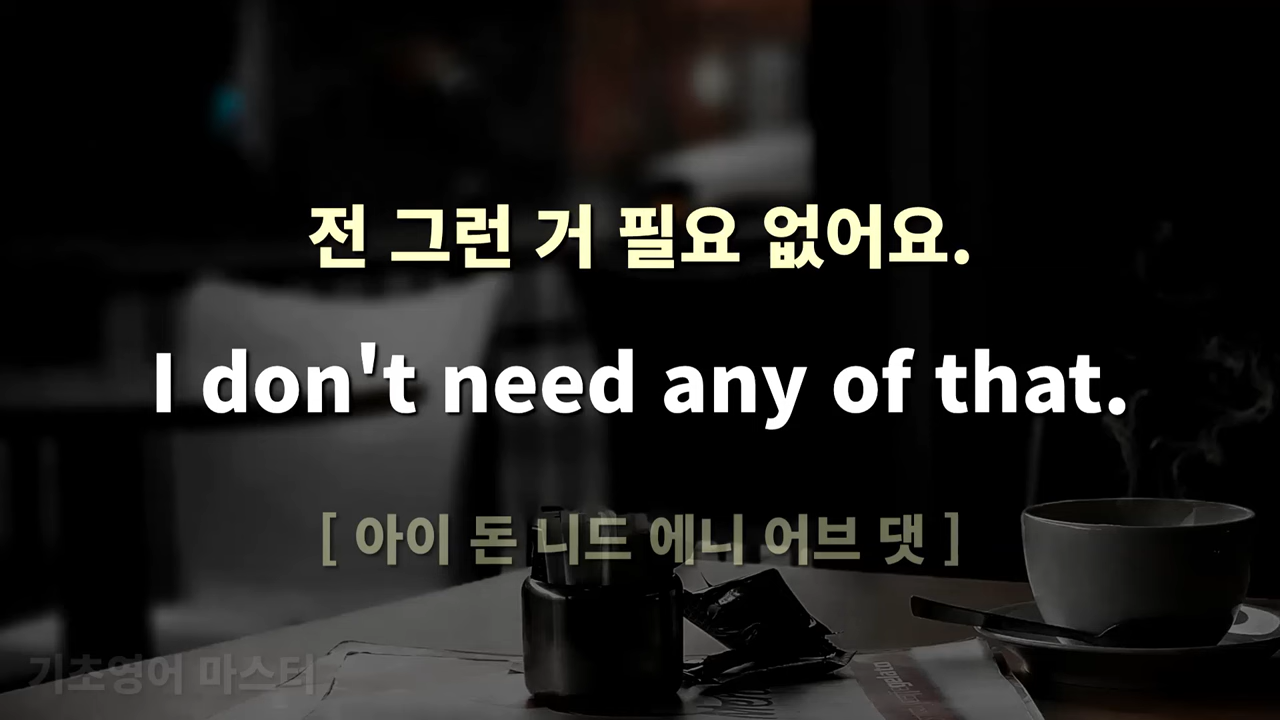 전 그런 거 필요 없어요.
I don't need any of that.
[ 아이 돈 니드 에니 어브 댓 ]
기초영어 마스터